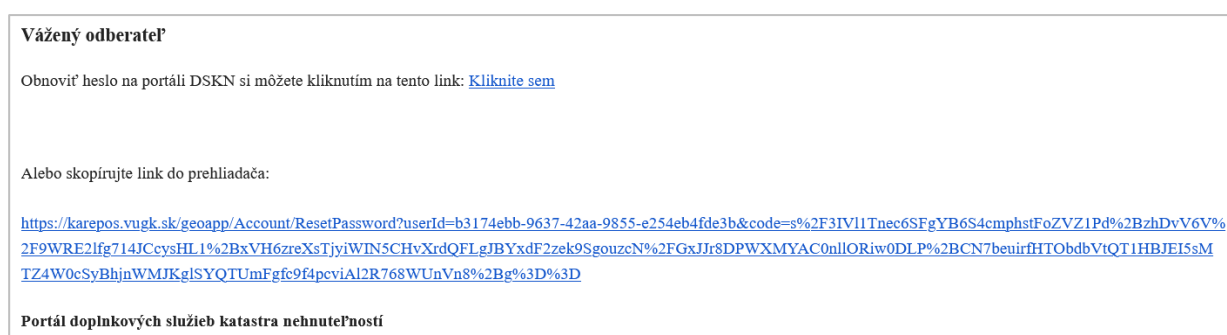 Vážený odberateľ
Obnoviť heslo na portáli DSKN si môžete kliknutím na tento link: Kliknite sem
Alebo skopírujte link do prehliadača:
https://karepos.vugk.sk/geoapp/Account/ResetPassword?userId=b3174ebb-9637-42aa-9855-e254eb4fde3b&code=s%2F3IVl1Tnec6SFgYB6S4cmphstFoZVZ1Pd%2BzhDvV6V%
2F9WRE2lfg714JCcysHL1%2BxVH6zreXsTjyiWIN5CHvXrdQFLgJBYxdF2zek9SgouzcN%2FGxJJr8DPWXMYAC0nllORiw0DLP%2BCN7beuirfHTObdbVtQT1HBJEI5sM
TZ4W0cSyBhjnWMJKglSYQTUmFgfc9f4pcviAl2R768WUnVn8%2Bg%3D%3D
Portál doplnkových služieb katastra nehnuteľností